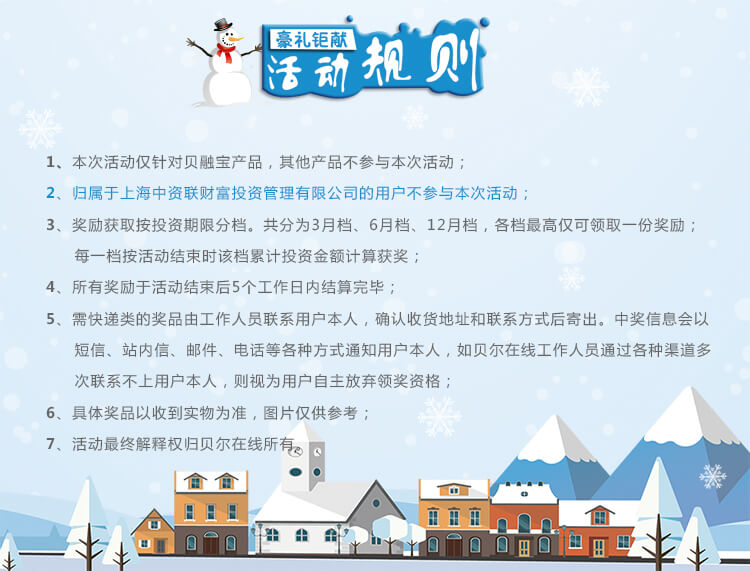 豪礼钜献
活动规则
1、本次活动仅针对贝融宝产品，其他产品不参与本次活动；
2、归属于上海中资联财富投资管理有限公司的用户不参与本次活动；
3、奖励获取按投资期限分档。共分为3月档、6月档、12月档，各档最高仅可领取一份奖励；
每一档按活动结束时该档累计投资金额计算获奖；
4、所有奖励于活动结束后5个工作日内结算完毕；
5、需快递类的奖品由工作人员联系用户本人，确认收货地址和联系方式后寄出。中奖信息会以
短信、站内信、邮件、电话等各种方式通知用户本人，如贝尔在线工作人员通过各种渠道多
次联系不上用户本人，则视为用户自主放弃领奖资格；
6、具体奖品以收到实物为准，图片仅供参考；
7、活动最终解释权归贝尔在线所有。